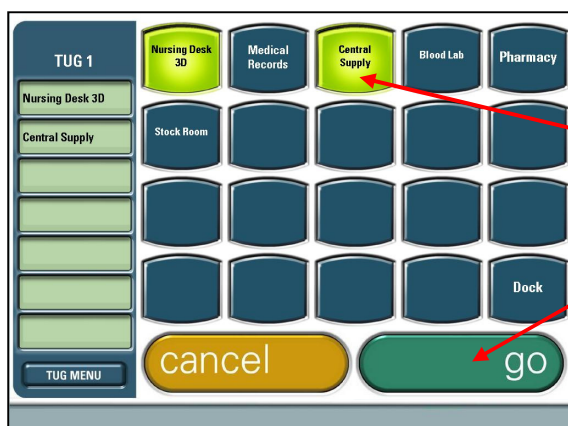 TUG 1
Nursing Desk 3D
Central Supply
TUG MENU
Nursing Desk
3D
Medical
Records
Central
Supply
Blood Lab
Pharmacy
Stock Room
Dock
cancel
go